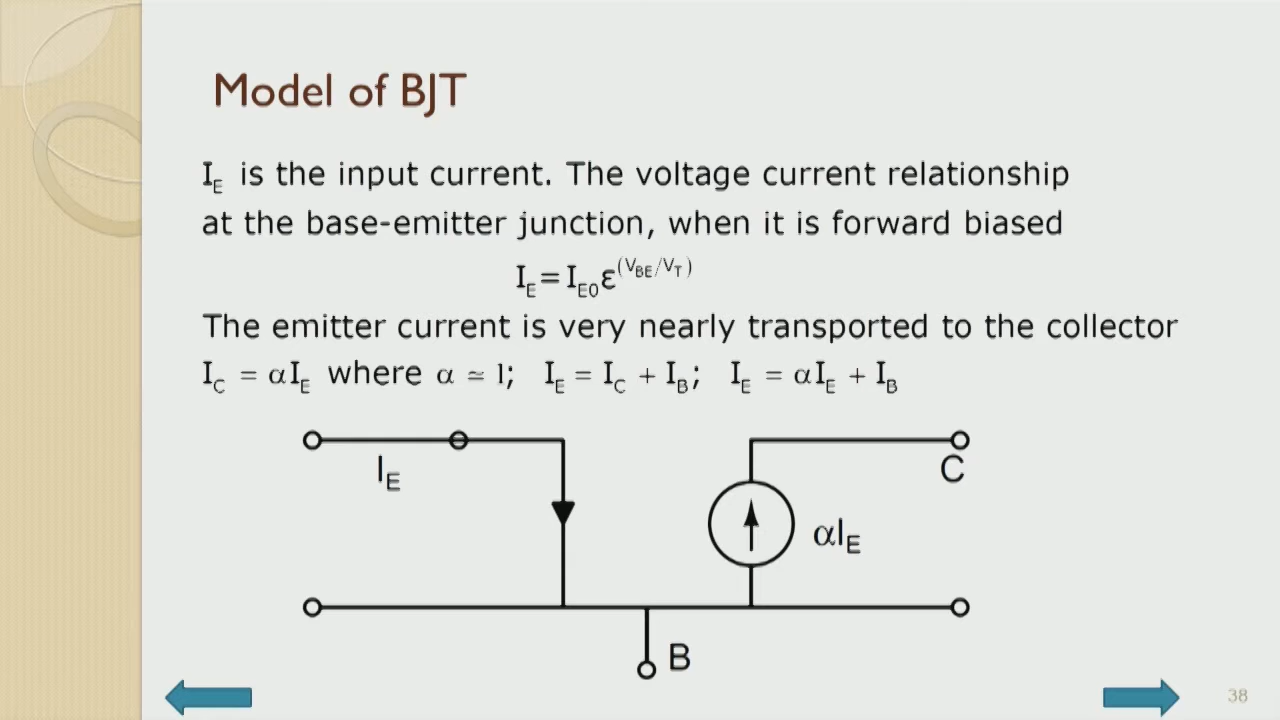 Model of BJT
I_E is the input current. The voltage current relationship
at the base-emitter junction, when it is forward biased
I_E = I_E0 ε^(V_BE/V_T)
The emitter current is very nearly transported to the collector
I_C = αI_E where α ≃ 1; I_E = I_C + I_B; I_E = αI_E + I_B
I_E
C
αI_E
B
38